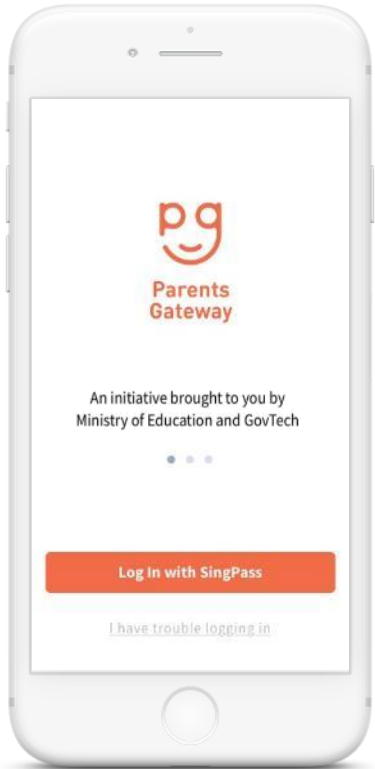 pg
Parents
Gateway
An initiative brought to you by
Ministry of Education and GovTech
Log In with SingPass
I have trouble logging in